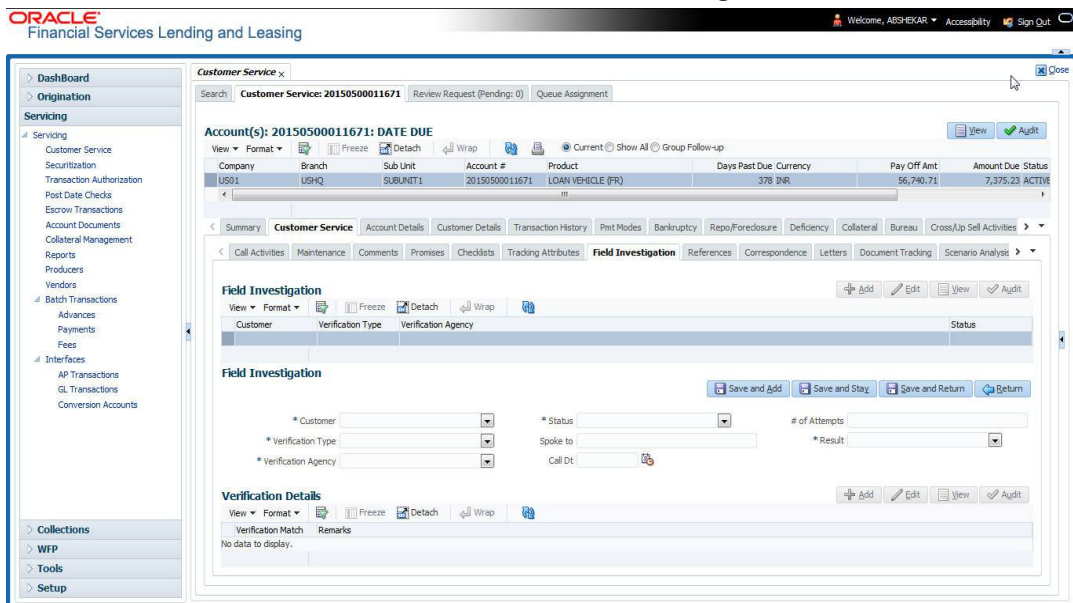 ORACLE
Financial Services Lending and Leasing
Welcome, ABSHEKAR Accessibility Sign Out
Close
DashBoard
Origination
Servicing
Servicing
Customer Service
Securitization
Transaction Authorization
Post Date Checks
Escrow Transactions
Account Documents
Collateral Management
Reports
Producers
Vendors
Batch Transactions
Advances
Payments
Fees
Interfaces
AP Transactions
GL Transactions
Conversion Accounts
Collections
WFP
Tools
Setup
Customer Service x
Search Customer Service: 20150500011671 Review Request (Pending: 0) Queue Assignment
Account(s): 20150500011671: DATE DUE
View Audit
View Format Freeze Detach Wrap Current Show All Group Follow-up
Company Branch Sub Unit Account # Product Days Past Due Currency Pay Off Amt Amount Due Status
US01 USHQ SUBUNIT1 20150500011671 LOAN VEHICLE (FR) 378 INR 56,740.71 7,375.23 ACTIVE
Summary Customer Service Account Details Customer Details Transaction History Pmt Modes Bankruptcy Repo/Foreclosure Deficiency Collateral Bureau Cross/Up Sell Activities
Call Activities Maintenance Comments Promises Checklists Tracking Attributes Field Investigation References Correspondence Letters Document Tracking Scenario Analysis
Field Investigation
Add Edit View Audit
View Format Freeze Detach Wrap
Customer Verification Type Verification Agency Status
Field Investigation
Save and Add Save and Stay Save and Return Return
* Customer * Status # of Attempts
* Verification Type Spoke to * Result
* Verification Agency Call Dt
Verification Details
Add Edit View Audit
View Format Freeze Detach Wrap
Verification Match Remarks
No data to display.